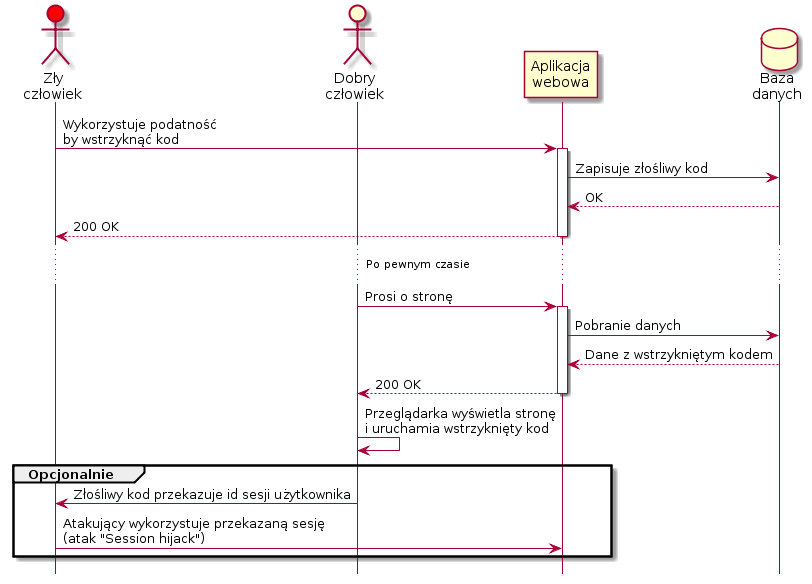 Zły
człowiek
Dobry
człowiek
Aplikacja
webowa
Baza
danych
Wykorzystuje podatność
by wstrzyknąć kod
Zapisuje złośliwy kod
OK
200 OK
Po pewnym czasie
Prosi o stronę
Pobranie danych
Dane z wstrzykniętym kodem
200 OK
Przeglądarka wyświetla stronę
i uruchamia wstrzyknięty kod
Opcjonalnie
Złośliwy kod przekazuje id sesji użytkownika
Atakujący wykorzystuje przekazaną sesję
(atak "Session hijack")